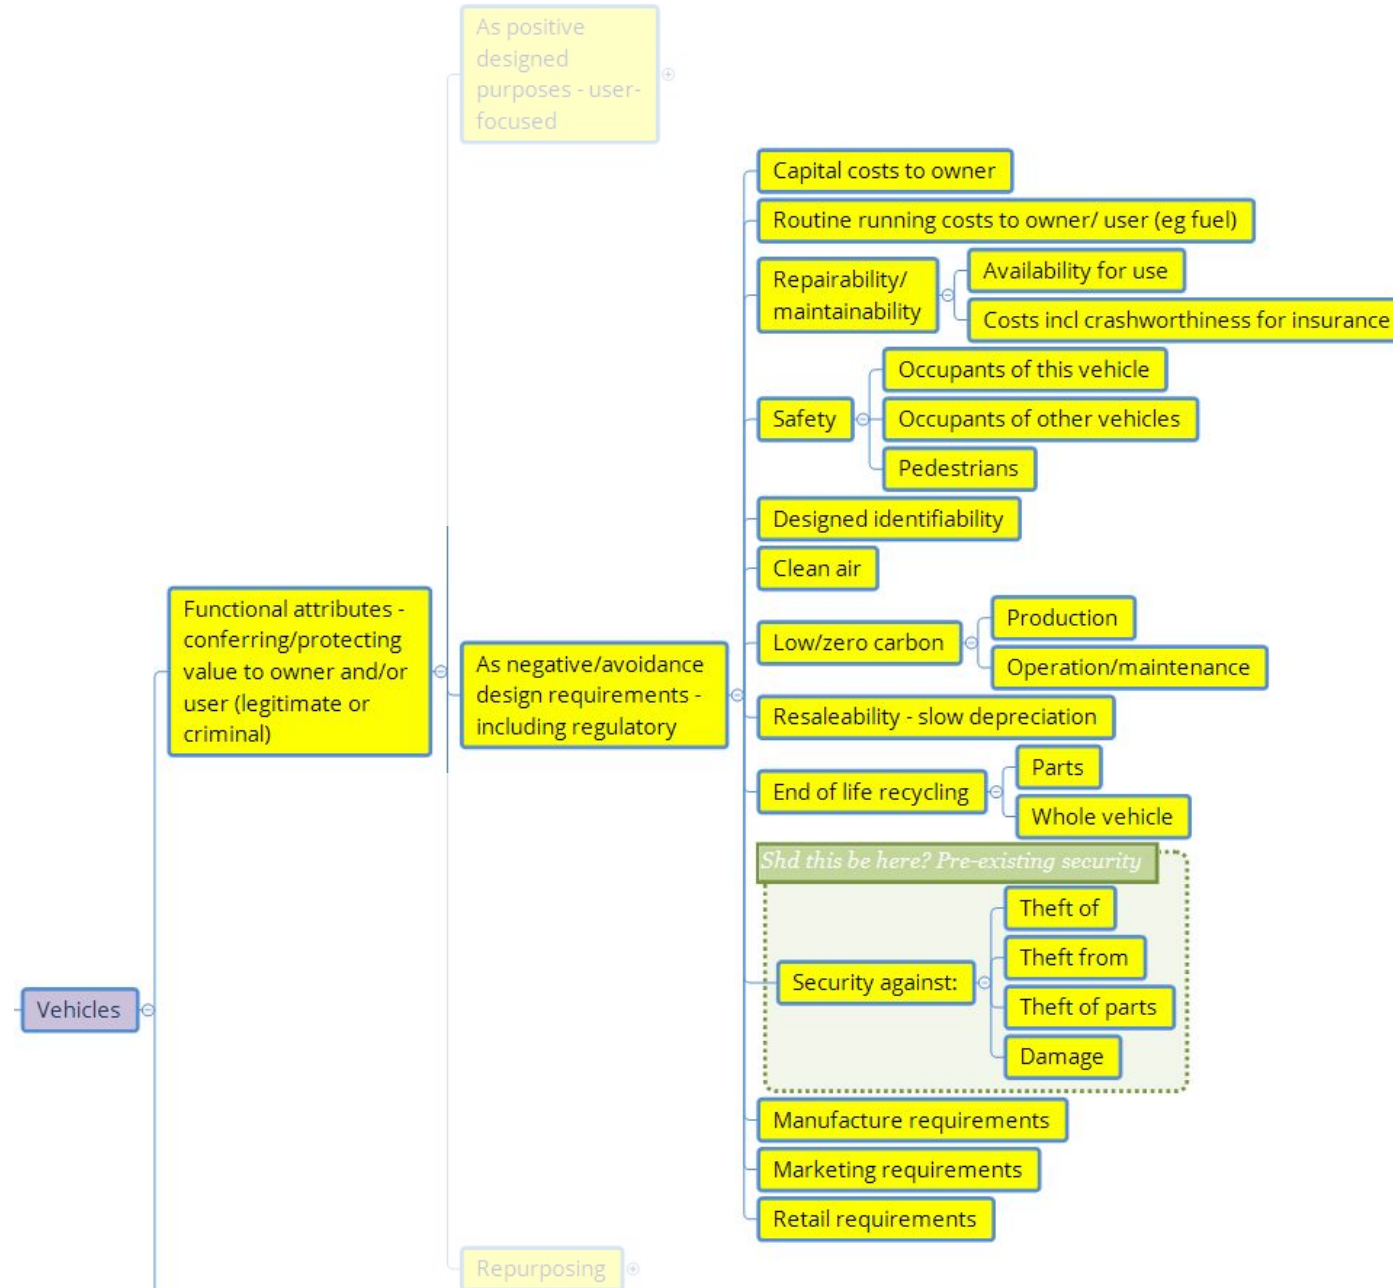 As positive
designed
purposes - user-
focused
Capital costs to owner
Routine running costs to owner/ user (eg fuel)
Repairability/
maintainability
Availability for use
Costs incl crashworthiness for insurance
Safety
Occupants of this vehicle
Occupants of other vehicles
Pedestrians
Designed identifiability
Clean air
Functional attributes -
conferring/protecting
value to owner and/or
user (legitimate or
criminal)
As negative/avoidance
design requirements -
including regulatory
Low/zero carbon
Production
Operation/maintenance
Resaleability - slow depreciation
End of life recycling
Parts
Whole vehicle
Shd this be here? Pre-existing security
Security against:
Theft of
Theft from
Theft of parts
Damage
Vehicles
Manufacture requirements
Marketing requirements
Retail requirements
Repurposing